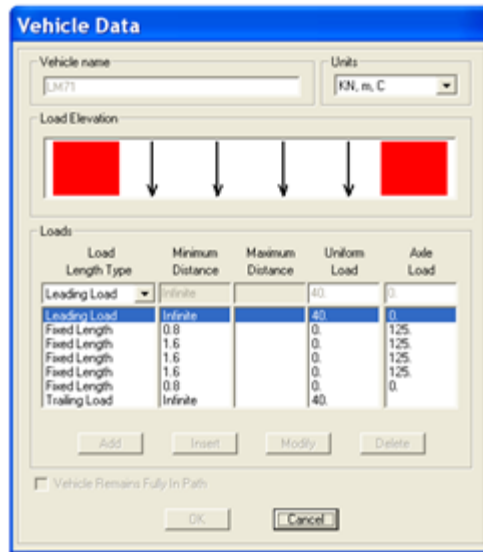 Vehicle Data
Vehicle name
LM71
Units
KN, m, C
Load Elevation
Loads
Load Length Type Minimum Distance Maximum Distance Uniform Load Axle Load
Leading Load Infinite 40. 0.
Leading Load Infinite 40. 0.
Fixed Length 0.8 0. 125.
Fixed Length 1.6 0. 125.
Fixed Length 1.6 0. 125.
Fixed Length 1.6 0. 125.
Fixed Length 0.8 0. 0.
Trailing Load Infinite 40.
Add Insert Modify Delete
Vehicle Remains Fully In Path
OK Cancel